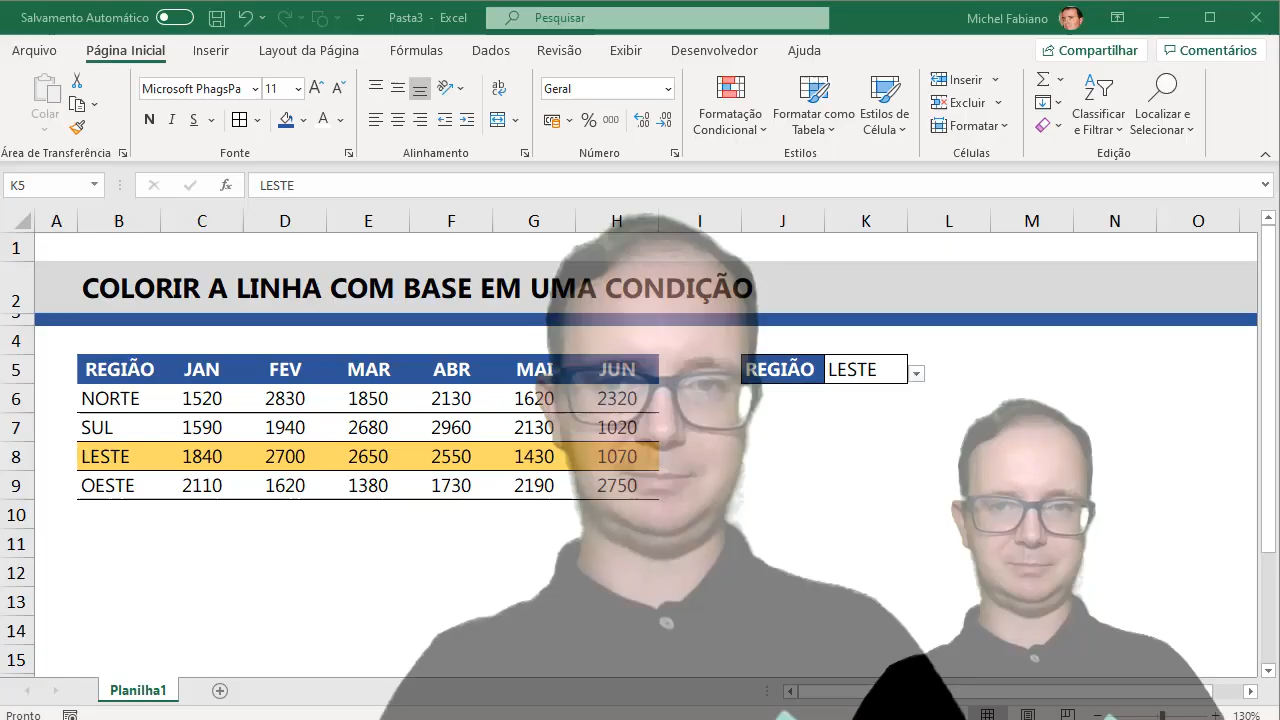 Salvamento Automático
Pasta3 - Excel
Pesquisar
Michel Fabiano
Arquivo Página Inicial Inserir Layout da Página Fórmulas Dados Revisão Exibir Desenvolvedor Ajuda Compartilhar Comentários
Colar
Microsoft PhagsPa 11
N I S A
Geral
% 000
Formatação Condicional
Formatar como Tabela
Estilos de Célula
Inserir
Excluir
Formatar
Classificar e Filtrar
Localizar e Selecionar
Área de Transferência Fonte Alinhamento Número Estilos Células Edição
K5 fx LESTE
A B C D E F G H I J K L M N O
1
2 COLORIR A LINHA COM BASE EM UMA CONDIÇÃO
4
5 REGIÃO JAN FEV MAR ABR MAI JUN REGIÃO LESTE
6 NORTE 1520 2830 1850 2130 1620 2320
7 SUL 1590 1940 2680 2960 2130 1020
8 LESTE 1840 2700 2650 2550 1430 1070
9 OESTE 2110 1620 1380 1730 2190 2750
10
11
12
13
14
15
Planilha1
Pronto 130%